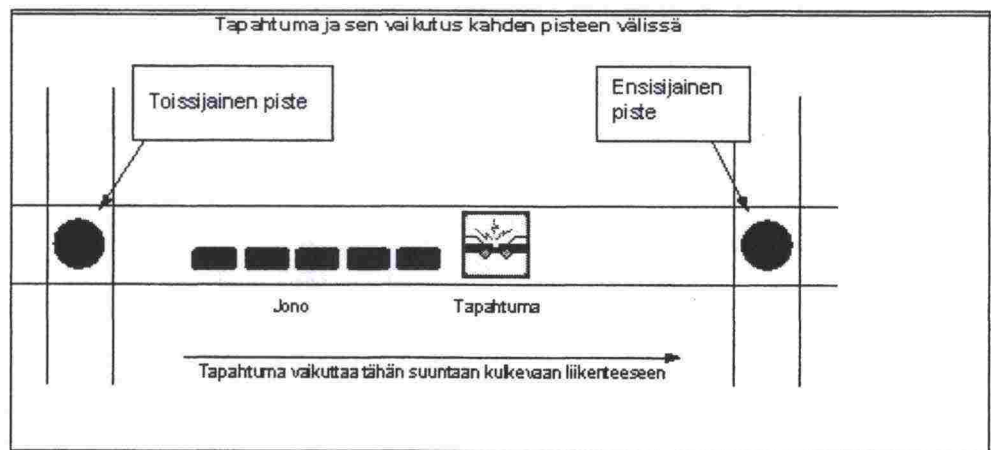 Tapahtuma ja sen vaikutus kahden pisteen välissä
Toissijainen piste
Ensisijainen
piste
Jono
Tapahtuma
Tapahtuma vaikuttaa tähän suuntaan kulkevaan liikenteeseen